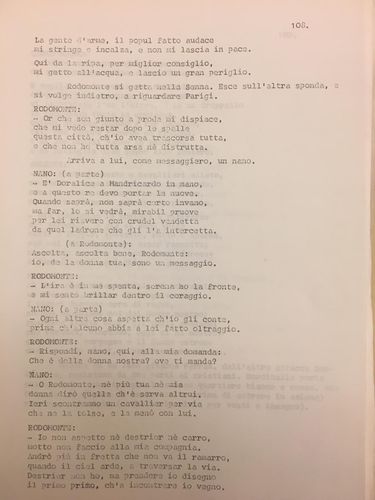 108.
La gente d'arme, il popul fatto audace
mi stringe e incalza, e non mi lascia in pace.
Qui da la ripa, per miglior consiglio,
mi getto all'acqua, e lascio un gran periglio.
Rodomonte si getta nella Senna. Esce sull'altra sponda, e
si volge indietro, a riguardare Parigi.
RODOMONTE:
- Or che son giunto a proda mi dispiace,
che mi vedo restar dopo le spalle
questa città, ch'io avea trascorsa tutta,
e che non ho tutta arsa nè distrutta.
Arriva a lui, come messaggiero, un nano.
NANO: (a parte)
- E' Doralice a Mandricardo in mano,
e a questo re devo portar la nuova.
Quando saprà, non saprà certo invano,
ma far, lo si vedrà, mirabil pruove
per lei riavere con crudel vendetta
da quel ladrone che gli l'a intercetta.
(a Rodomonte):
Ascolta, ascolta bene, Rodomonte:
io, de la donna tua, sono un messaggio.
RODOMONTE:
- L'ira è in me spenta, serena ho la fronte,
e mi sento brillar dentro il coraggio.
NANO: (a parte)
- Ogni altra cosa aspetta ch'io gli conte,
prima ch'alcuno abbia a lei fatto oltraggio.
RODOMONTE:
- Rispondi, nano, qui, alla mia domanda:
Che è della donna nostra? ove ti manda?
NANO:
- O Rodomonte, nè più tua nè mia
donna dirò quella ch'è serva altrui.
Ieri scontrammo un cavallier per via
che ne la tolse, e la menò con lui.
RODOMONTE:
- Io non aspetto nè destrier nè carro,
motto non faccio alla mia compagnia.
Andrò più in fretta che non va il ramarro,
quando il ciel arde, a traversar la via.
Destrier non ho, ma prendere io disegno
il primo primo, ch'a incontrare io vegno.